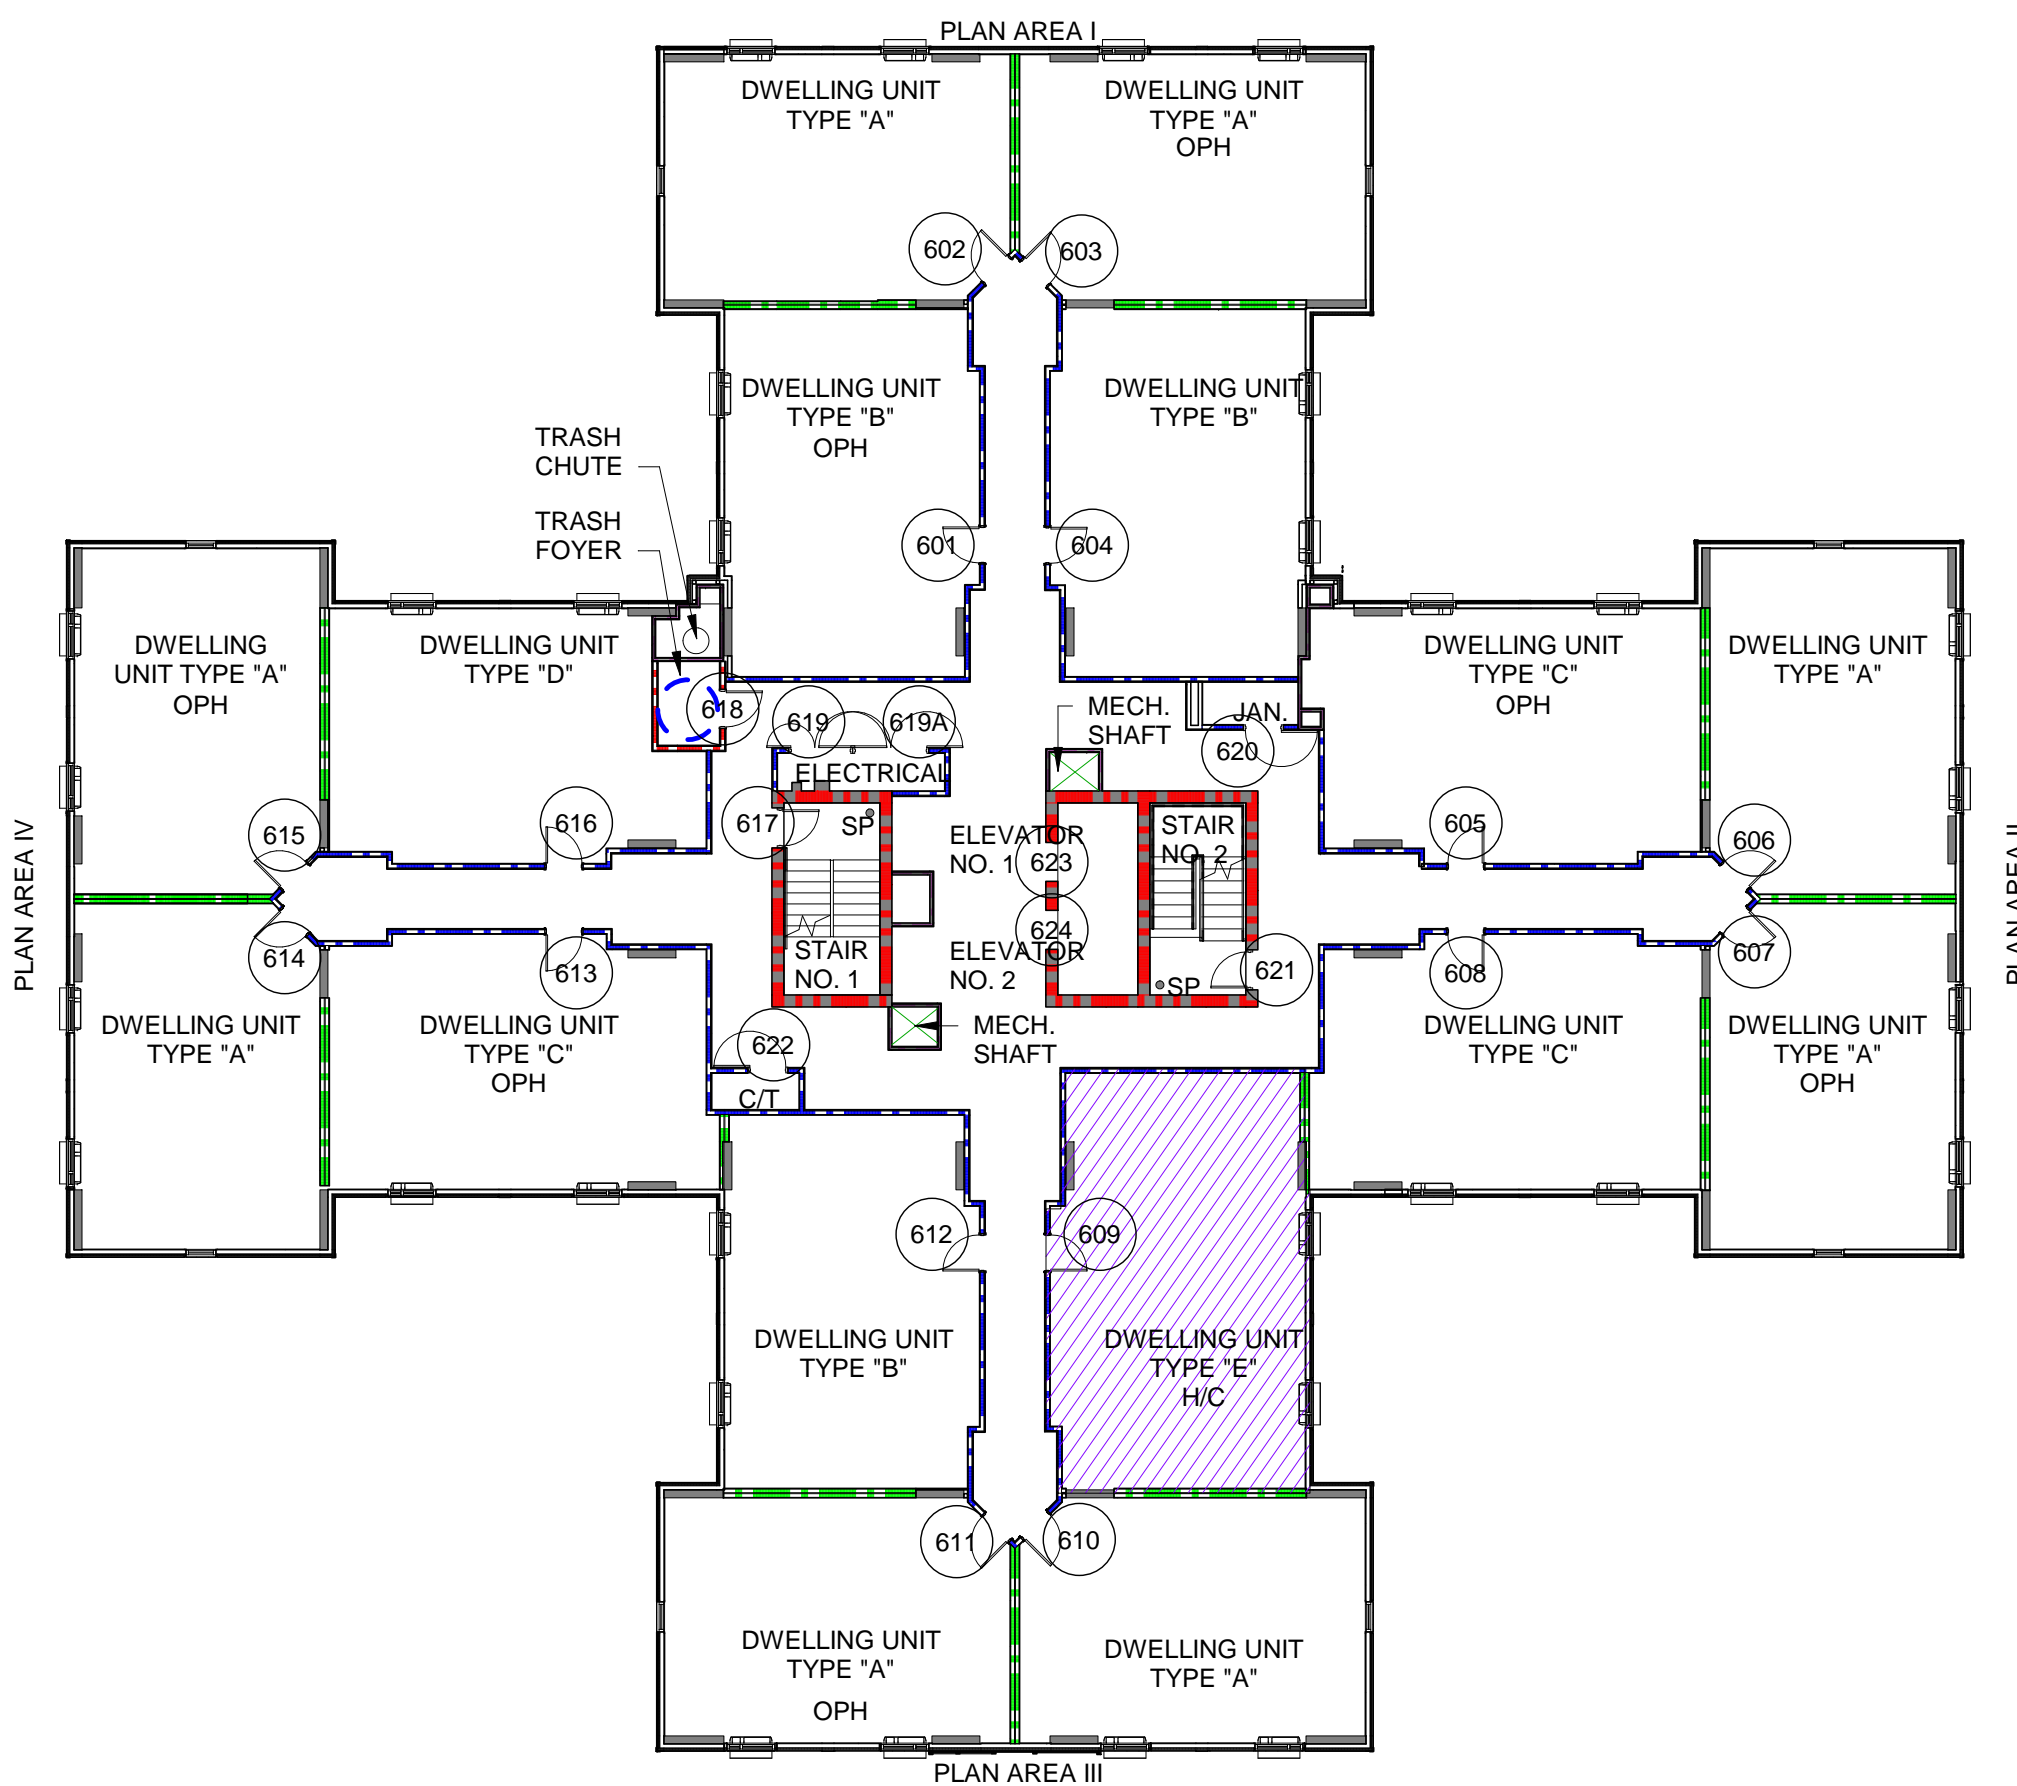 PLAN AREA I
DWELLING UNIT
TYPE "A"
DWELLING UNIT
TYPE "A"
OPH
602
603
DWELLING UNIT
TYPE "B"
OPH
DWELLING UNIT
TYPE "B"
TRASH
CHUTE
TRASH
FOYER
601
604
DWELLING
UNIT TYPE "A"
OPH
DWELLING UNIT
TYPE "D"
DWELLING UNIT
TYPE "C"
OPH
DWELLING UNIT
TYPE "A"
618
619
619A
MECH.
SHAFT
JAN.
620
ELECTRICAL
615
616
617
SP
ELEVATOR
NO. 1
623
STAIR
NO. 2
605
606
PLAN AREA IV
PLAN AREA II
624
ELEVATOR
NO. 2
STAIR
NO. 1
SP
621
614
613
608
607
DWELLING UNIT
TYPE "A"
DWELLING UNIT
TYPE "C"
OPH
622
C/T
MECH.
SHAFT
DWELLING UNIT
TYPE "C"
DWELLING UNIT
TYPE "A"
OPH
612
609
DWELLING UNIT
TYPE "B"
DWELLING UNIT
TYPE "E"
H/C
611
610
DWELLING UNIT
TYPE "A"
OPH
DWELLING UNIT
TYPE "A"
PLAN AREA III